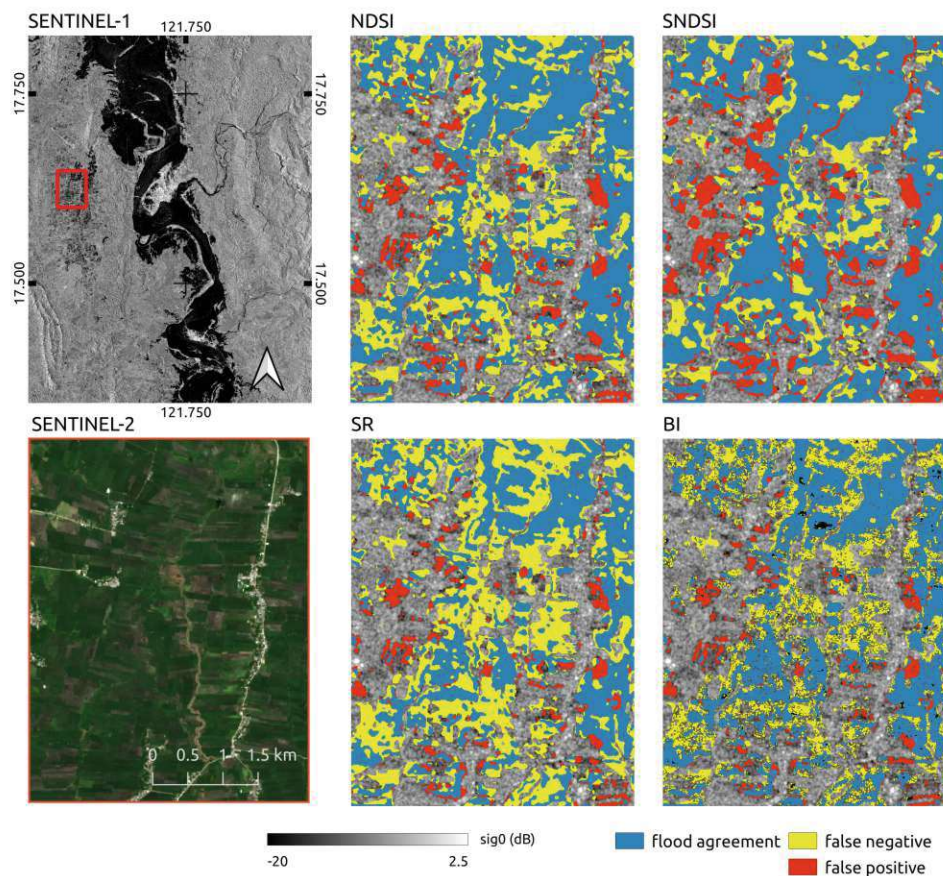 SENTINEL-1
121.750
NDSI
SNDSI
17.750
17.750
17.500
17.500
121.750
SENTINEL-2
SR
BI
0 0.5 1 1.5 km
sig0 (dB)
-20 2.5
flood agreement
false negative
false positive